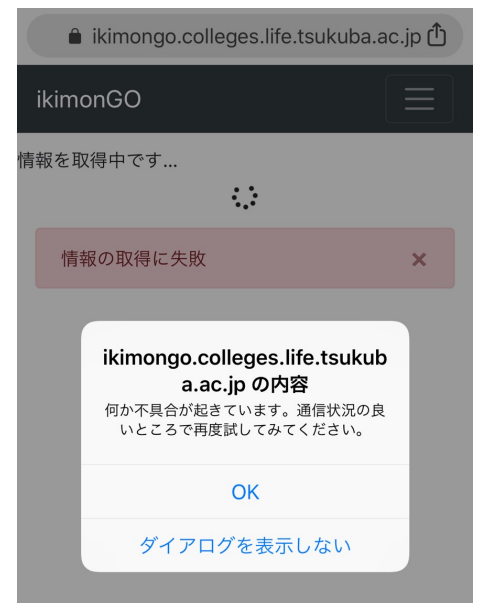 ikimongo.colleges.life.tsukuba.ac.jp
ikimonGO
情報を取得中です...
情報の取得に失敗 ×
ikimongo.colleges.life.tsukub
a.ac.jp の内容
何か不具合が起きています。通信状況の良
いところで再度試してみてください。
OK
ダイアログを表示しない